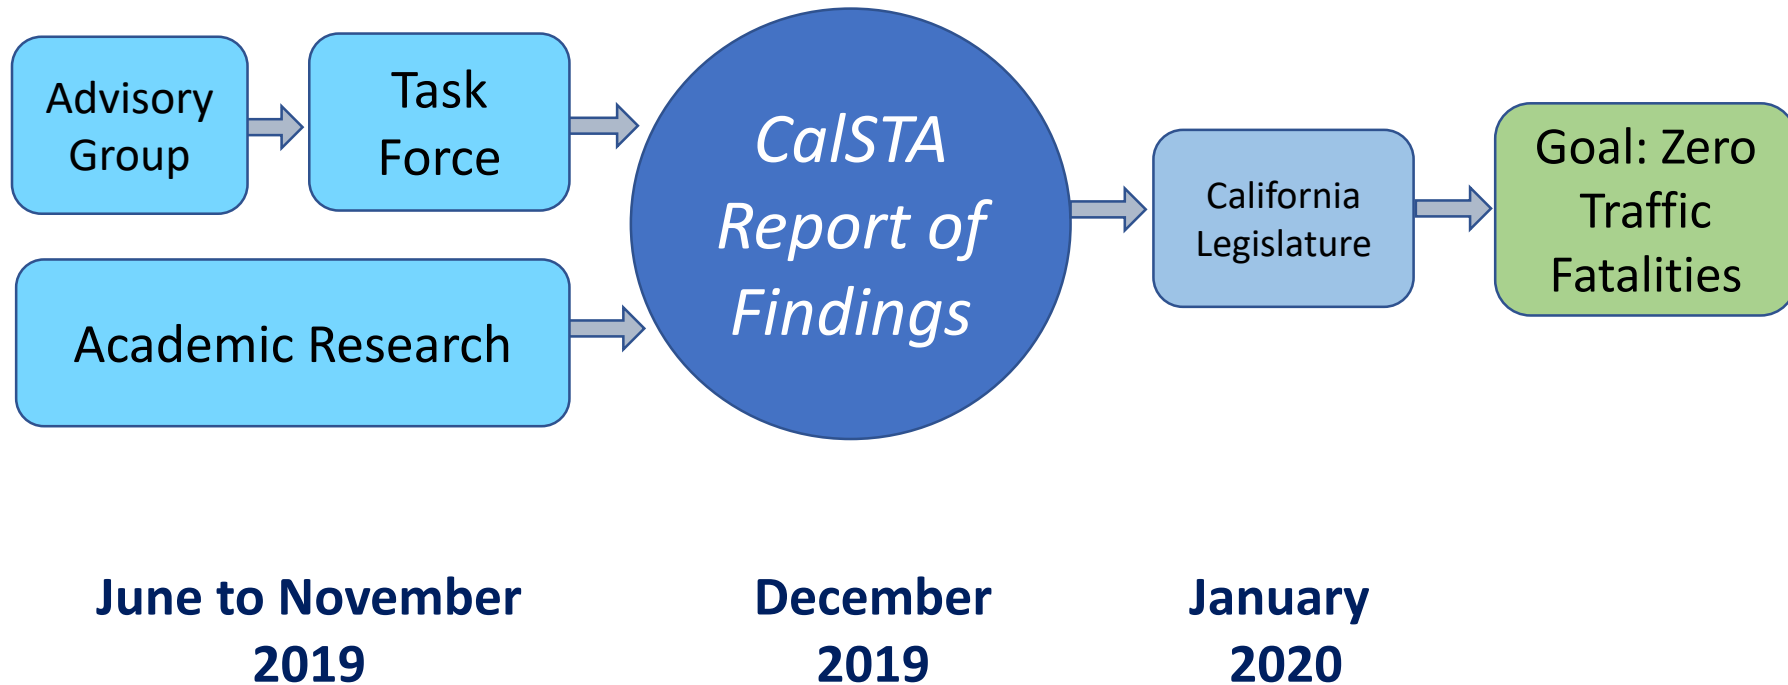 Advisory
Group
Task
Force
Academic Research
CalSTA
Report of
Findings
California
Legislature
Goal: Zero
Traffic
Fatalities
June to November
2019
December
2019
January
2020